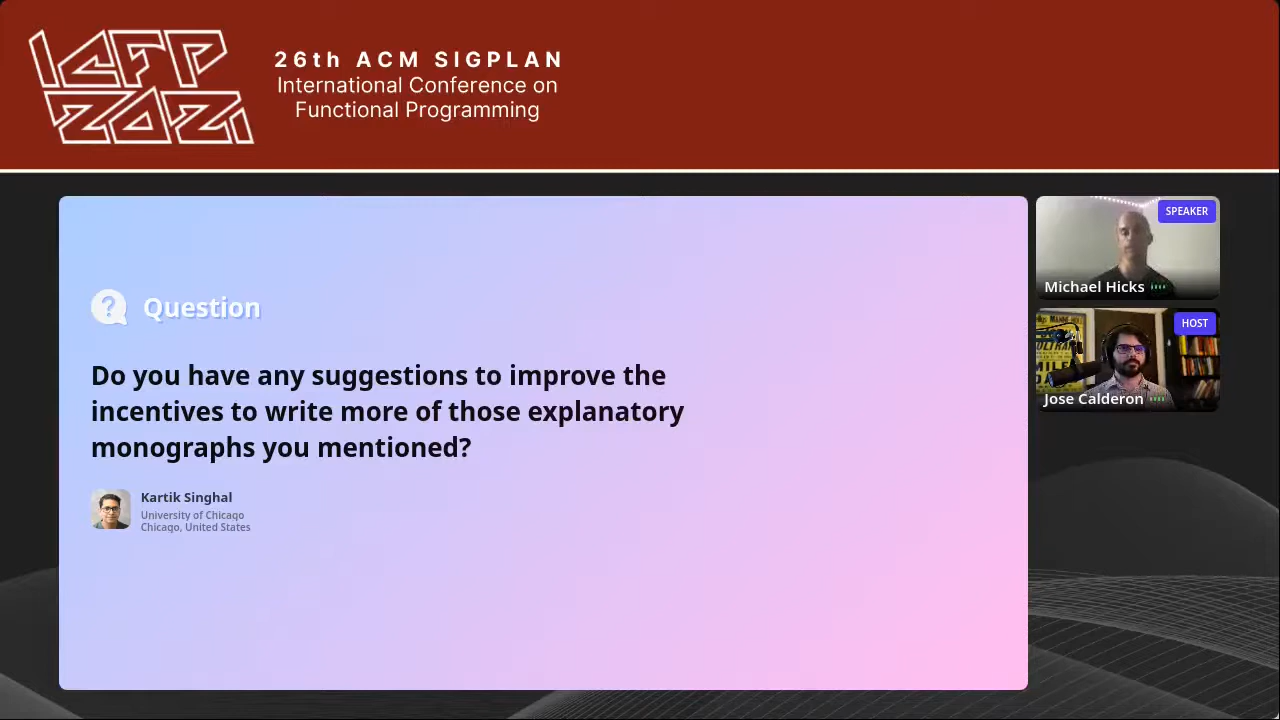 ICFP
2021
26th ACM SIGPLAN
International Conference on
Functional Programming
SPEAKER
Michael Hicks
HOST
Jose Calderon
Question
Do you have any suggestions to improve the
incentives to write more of those explanatory
monographs you mentioned?
Kartik Singhal
University of Chicago
Chicago, United States